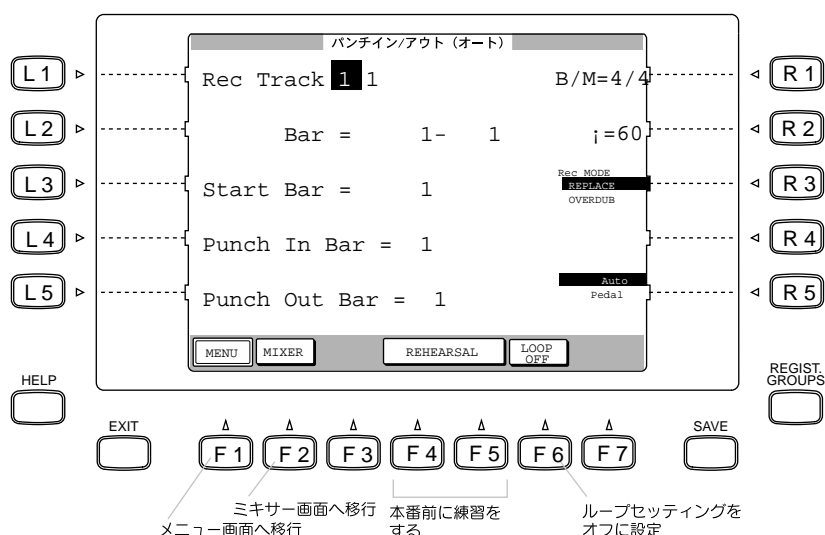 パンチイン/アウト (オート)
L1 Rec Track 1 1 B/M=4/4 R1
L2 Bar = 1- 1 ¡=60 R2
L3 Start Bar = 1 Rec MODE REPLACE OVERDUB R3
L4 Punch In Bar = 1 R4
L5 Punch Out Bar = 1 Auto Pedal R5
MENU MIXER REHEARSAL LOOP OFF
HELP REGIST. GROUPS
EXIT SAVE
F1 F2 F3 F4 F5 F6 F7
ミキサー画面へ移行
メニュー画面へ移行
本番前に練習を
する
ループセッティングを
オフに設定